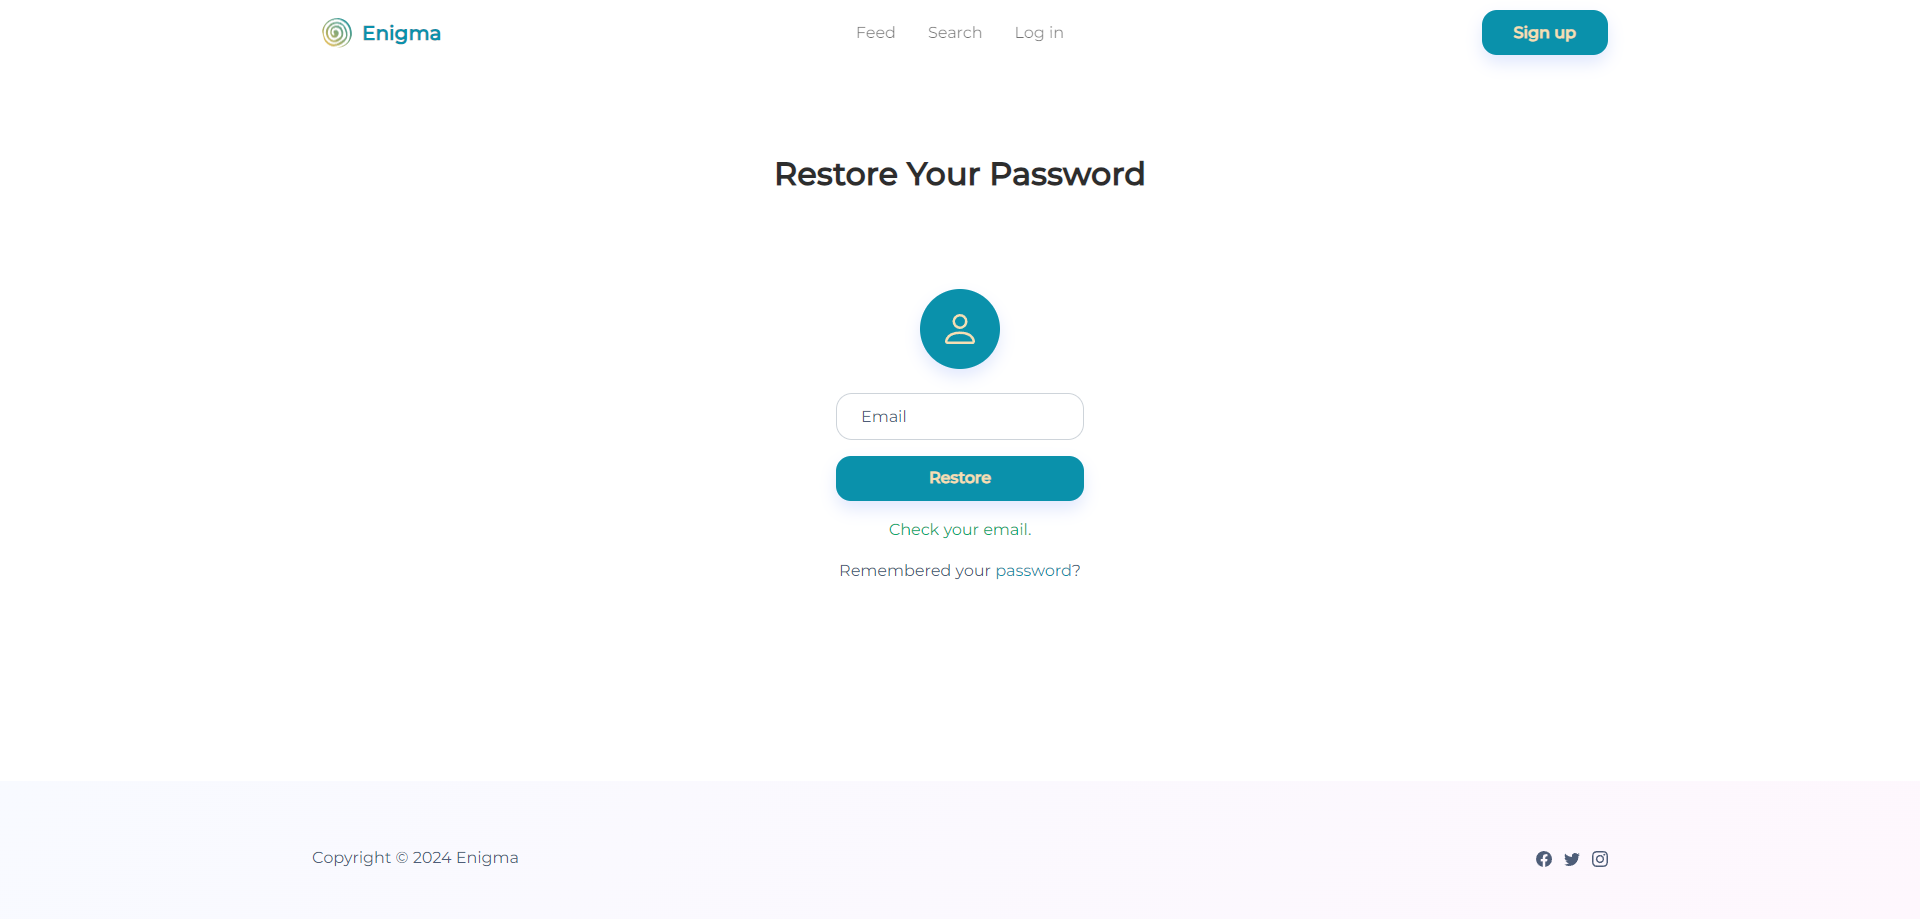 Enigma
Feed
Search
Log in
Sign up
Restore Your Password
Email
Restore
Check your email.
Remembered your password?
Copyright © 2024 Enigma